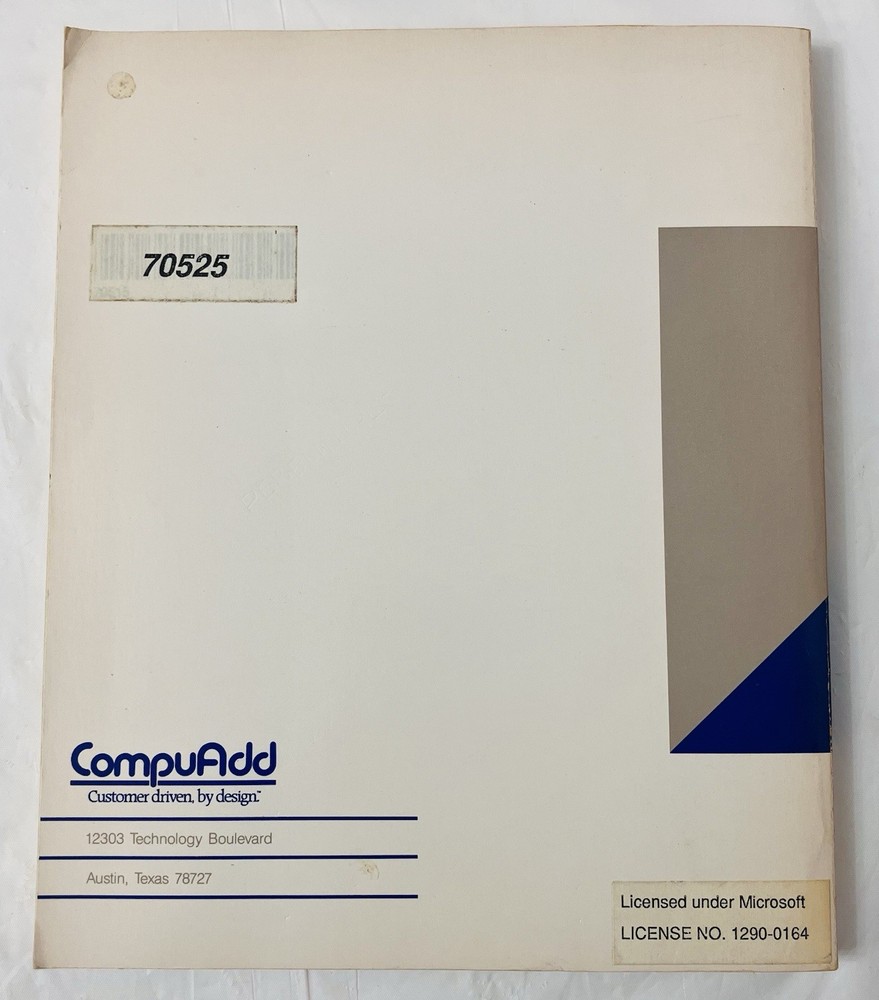 70525
CompuAdd
Customer driven, by design.™
12303 Technology Boulevard
Austin, Texas 78727
Licensed under Microsoft
LICENSE NO. 1290-0164